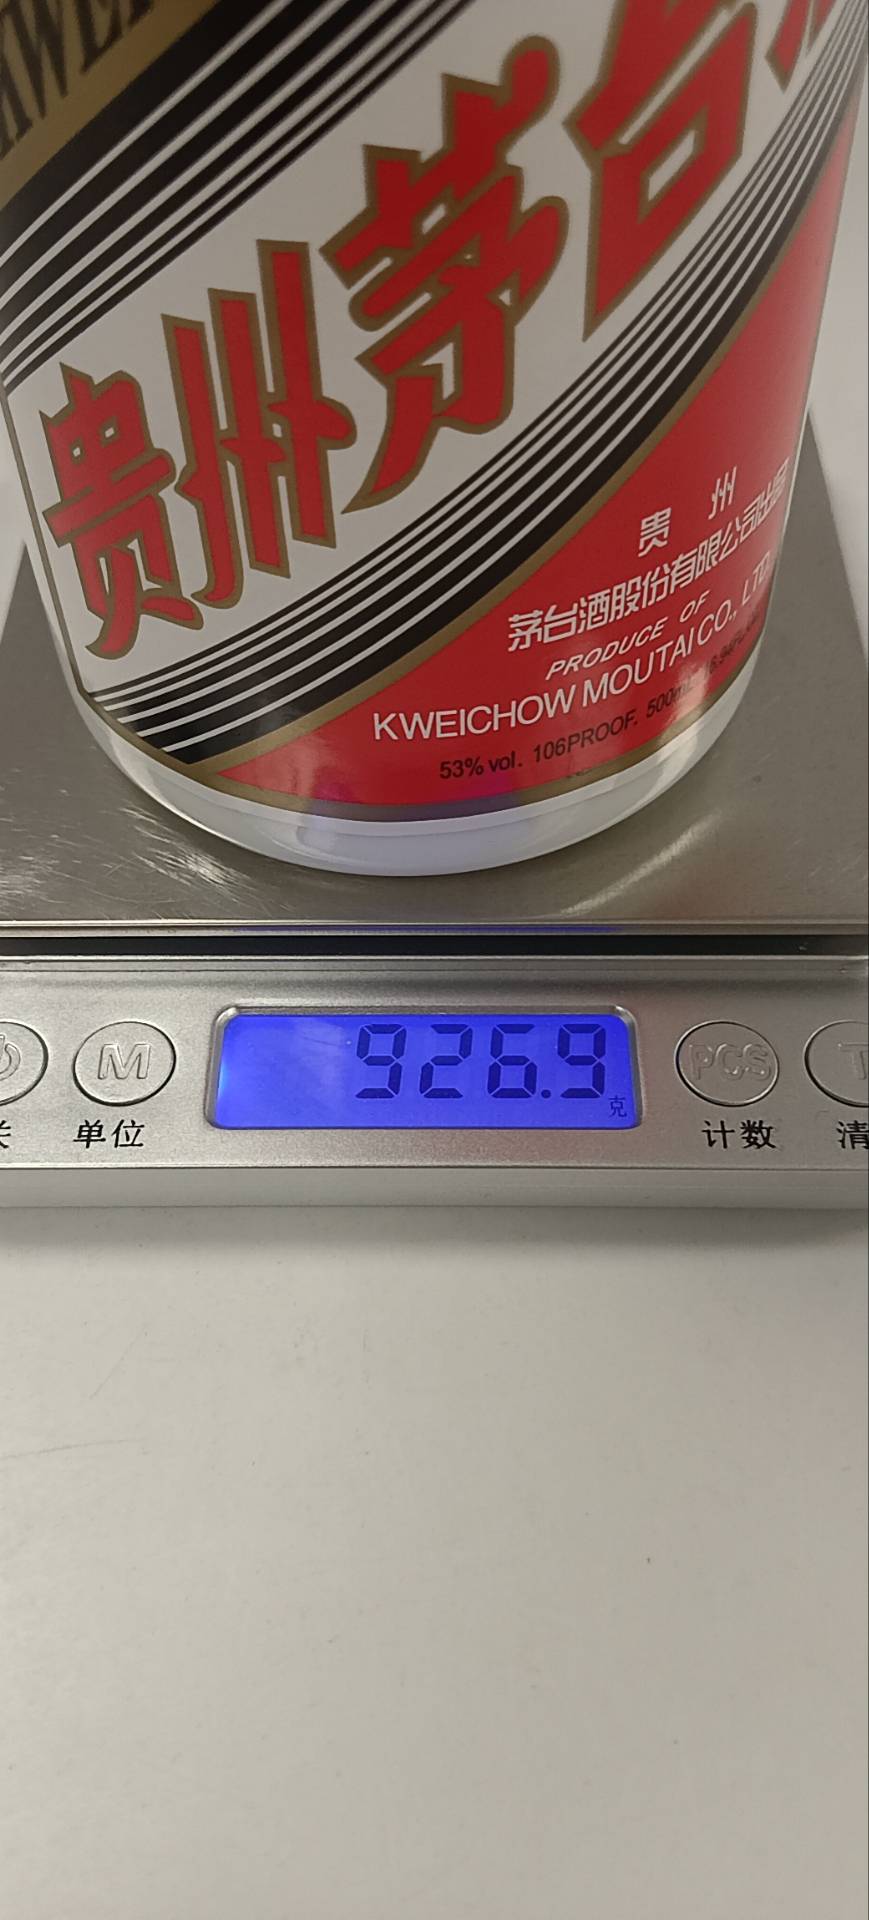 贵州茅台
贵 州
茅台酒股份有限公司出品
PRODUCE OF
KWEICHOW MOUTAI CO., LTD.
53% vol. 106PROOF. 500mL
926.9
克
M
PCS
T
单位
计数
清